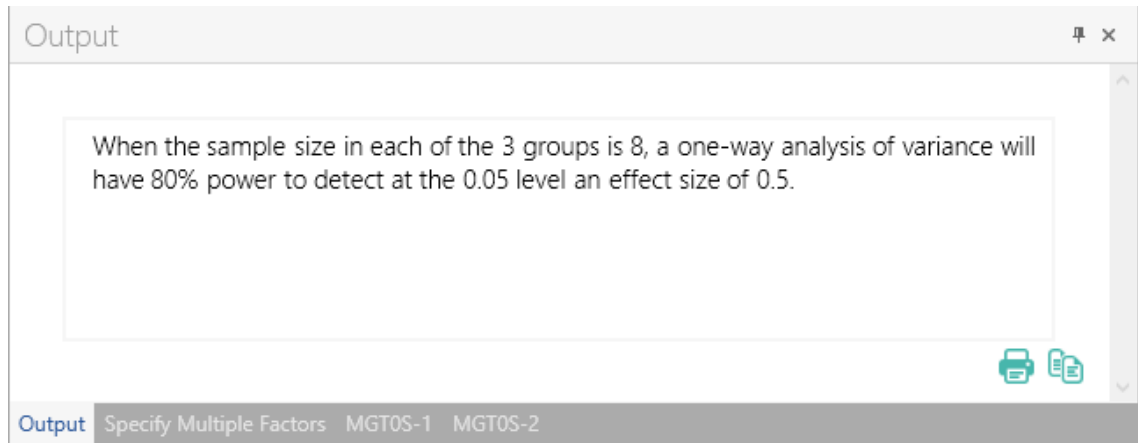 Output
When the sample size in each of the 3 groups is 8, a one-way analysis of variance will
have 80% power to detect at the 0.05 level an effect size of 0.5.
Output Specify Multiple Factors MGT0S-1 MGT0S-2